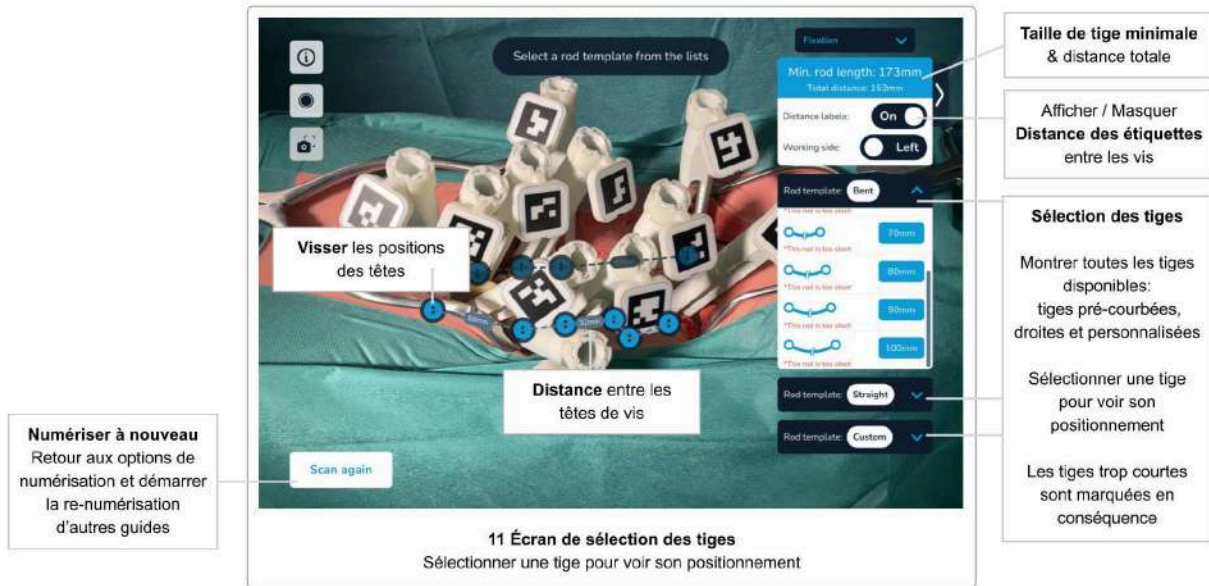 Select a rod template from the lists
Fixation
Min. rod length: 173mm
Total distance: 153mm
Distance labels: On
Working side: Left
Rod template: Bent
*This rod is too short
70mm
*This rod is too short
80mm
*This rod is too short
90mm
*This rod is too short
100mm
*This rod is too short
Rod template: Straight
Rod template: Custom
Scan again
Visser les positions
des têtes
Distance entre les
têtes de vis
Numériser à nouveau
Retour aux options de
numérisation et démarrer
la re-numérisation
d'autres guides
Taille de tige minimale
& distance totale
Afficher / Masquer
Distance des étiquettes
entre les vis
Sélection des tiges
Montrer toutes les tiges
disponibles:
tiges pré-courbées,
droites et personnalisées
Sélectionner une tige
pour voir son
positionnement
Les tiges trop courtes
sont marquées en
conséquence
11 Écran de sélection des tiges
Sélectionner une tige pour voir son positionnement